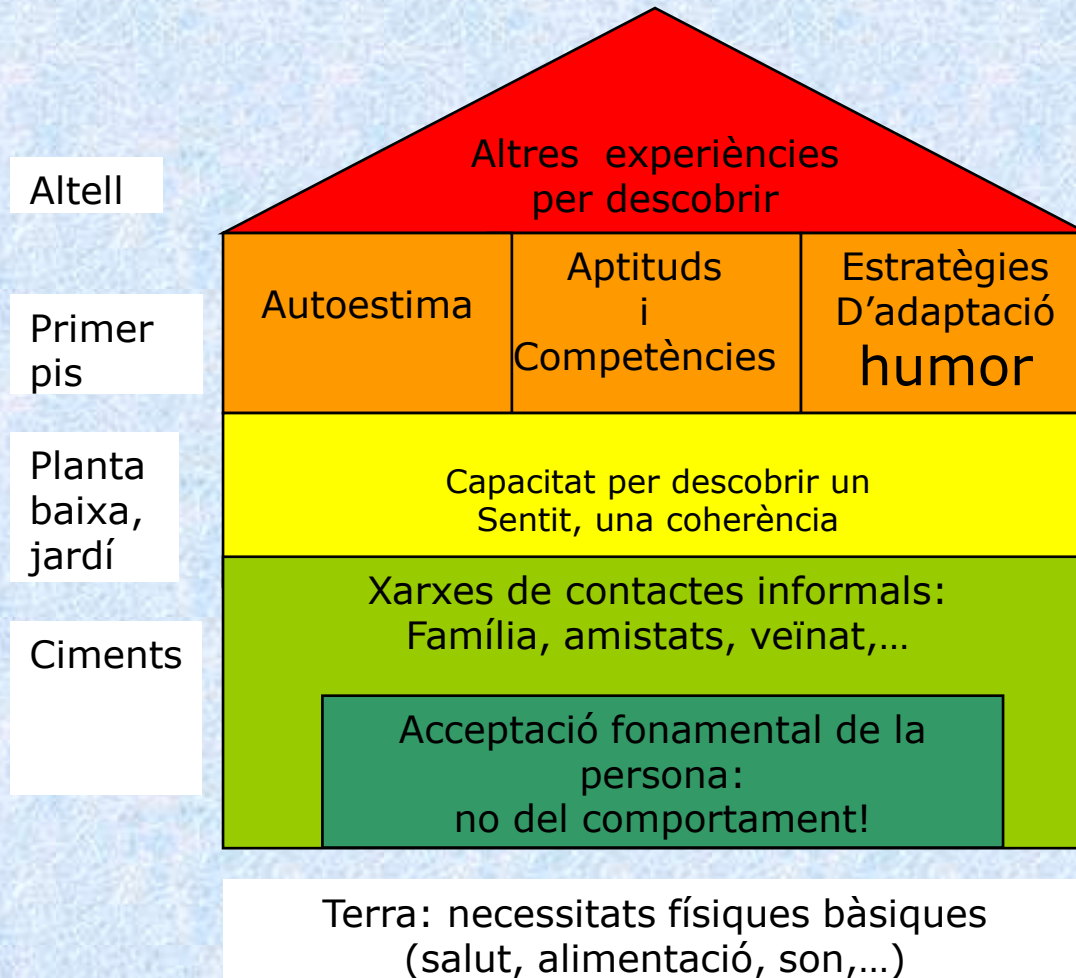 Altres experiències
per descobrir
Altell
Autoestima
Aptituds
i
Competències
Estratègies
D’adaptació
humor
Primer
pis
Capacitat per descobrir un
Sentit, una coherència
Planta
baixa,
jardí
Xarxes de contactes informals:
Família, amistats, veïnat,…
Ciments
Acceptació fonamental de la
persona:
no del comportament!
Terra: necessitats físiques bàsiques
(salut, alimentació, son,…)